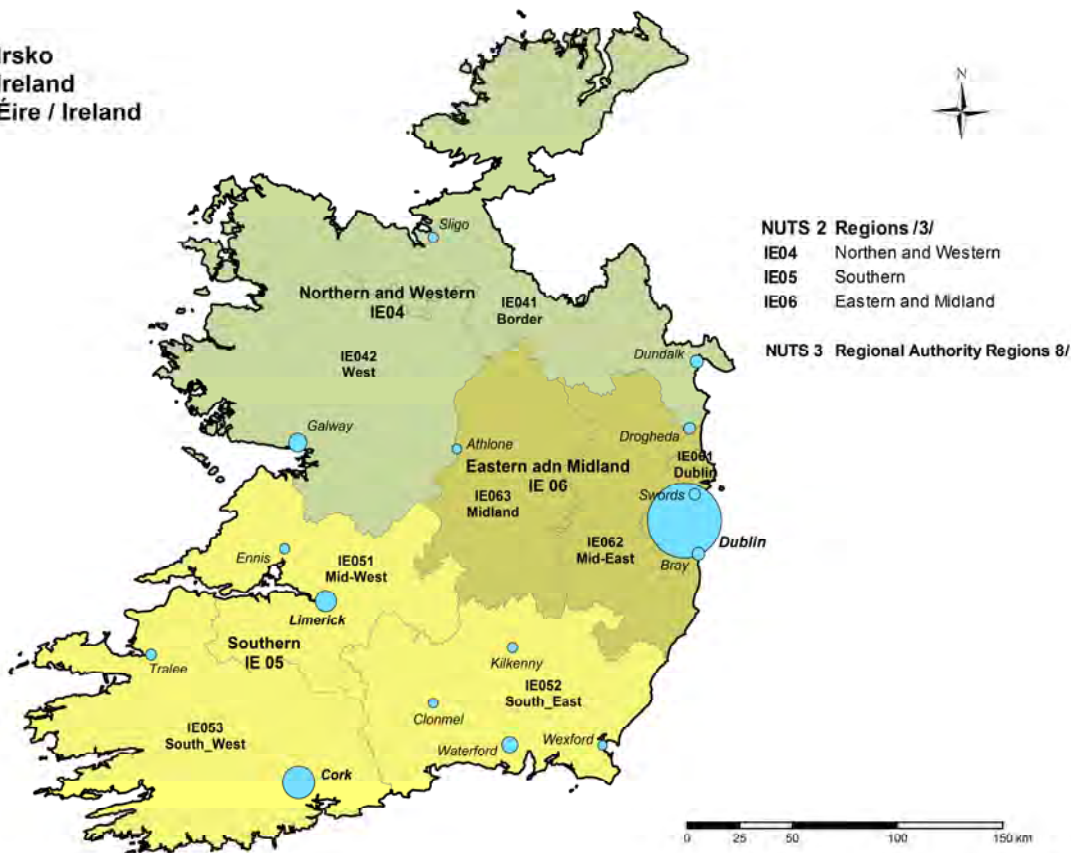 Irsko
Ireland
Éire / Ireland
N
NUTS 2 Regions /3/
IE04 Northen and Western
IE05 Southern
IE06 Eastern and Midland
NUTS 3 Regional Authority Regions 8/
Sligo
Northern and Western
IE04
IE041
Border
IE042
West
Dundalk
Galway
Athlone
Drogheda
Eastern adn Midland
IE 06
IE061
Dublin
IE063
Midland
Swords
Dublin
IE062
Mid-East
Bray
Ennis
IE051
Mid-West
Limerick
Southern
IE 05
Tralee
Kilkenny
IE052
South_East
Clonmel
IE053
South_West
Waterford
Wexford
Cork
0 25 50 100 150 km